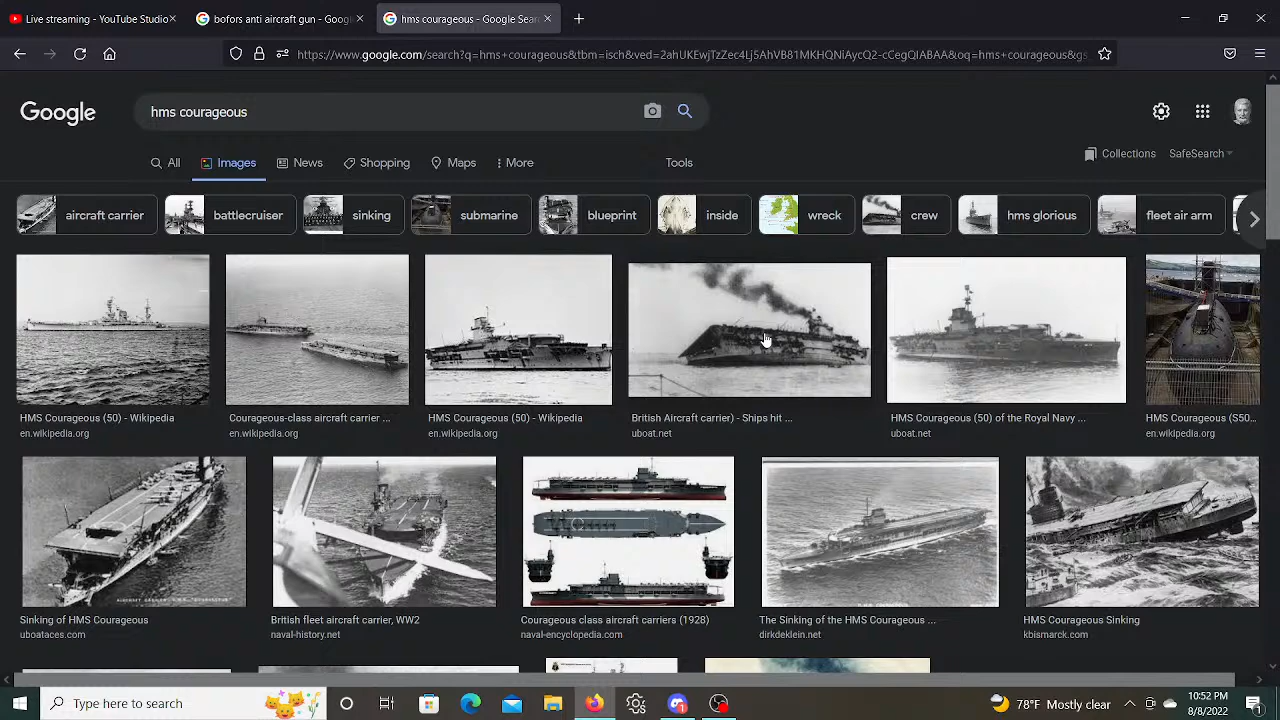 Live streaming - YouTube Studio
bofors anti aircraft gun - Googl
hms courageous - Google Sear
https://www.google.com/search?q=hms+courageous&tbm=isch&ved=2ahUKEwjTzZec4Lj5AhVB81MKHQNiAycQ2-cCegQIABAA&oq=hms+courageous&gs_
Google
hms courageous
All
Images
News
Shopping
Maps
More
Tools
Collections
SafeSearch
aircraft carrier
battlecruiser
sinking
submarine
blueprint
inside
wreck
crew
hms glorious
fleet air arm
HMS Courageous (50) - Wikipedia
en.wikipedia.org
Courageous-class aircraft carrier ...
en.wikipedia.org
HMS Courageous (50) - Wikipedia
en.wikipedia.org
British Aircraft carrier) - Ships hit ...
uboat.net
HMS Courageous (50) of the Royal Navy ...
uboat.net
HMS Courageous (S50...
en.wikipedia.org
Sinking of HMS Courageous
uboataces.com
British fleet aircraft carrier, WW2
naval-history.net
Courageous class aircraft carriers (1928)
naval-encyclopedia.com
The Sinking of the HMS Courageous ...
dirkdeklein.net
HMS Courageous Sinking
kbismarck.com
Type here to search
1
78°F Mostly clear
10:52 PM
8/8/2022